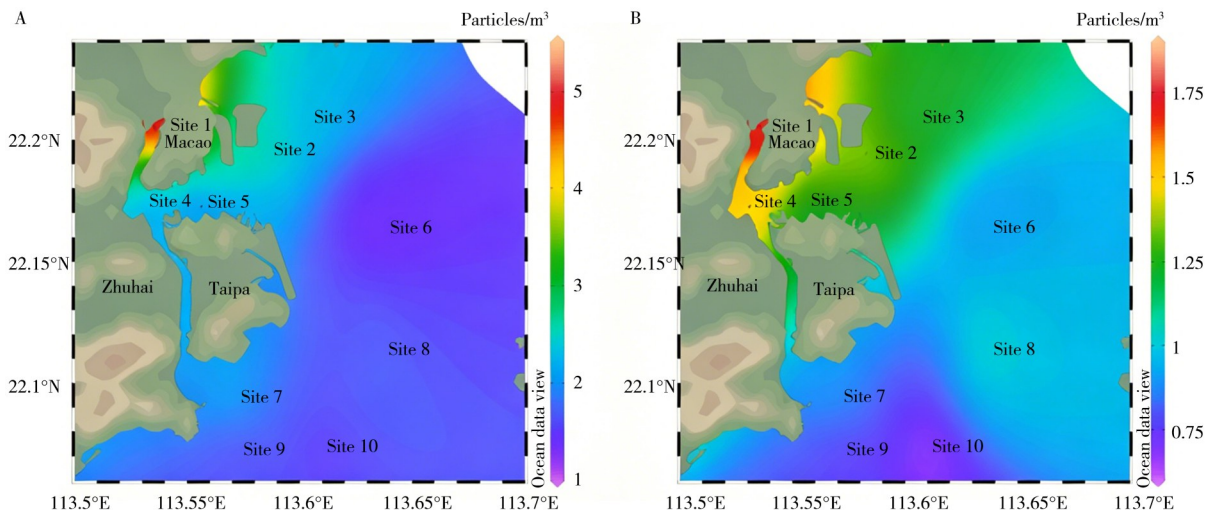 A
Particles/m³
B
Particles/m³
22.2°N
22.15°N
22.1°N
Site 1
Macao
Site 3
Site 2
Site 4
Site 5
Site 6
Zhuhai
Taipa
Site 8
Site 7
Site 9
Site 10
113.5°E
113.55°E
113.6°E
113.65°E
113.7°E
5
4
3
2
1
Ocean data view
22.2°N
22.15°N
22.1°N
Site 1
Macao
Site 3
Site 2
Site 4
Site 5
Site 6
Zhuhai
Taipa
Site 8
Site 7
Site 9
Site 10
113.5°E
113.55°E
113.6°E
113.65°E
113.7°E
1.75
1.5
1.25
1
0.75
Ocean data view